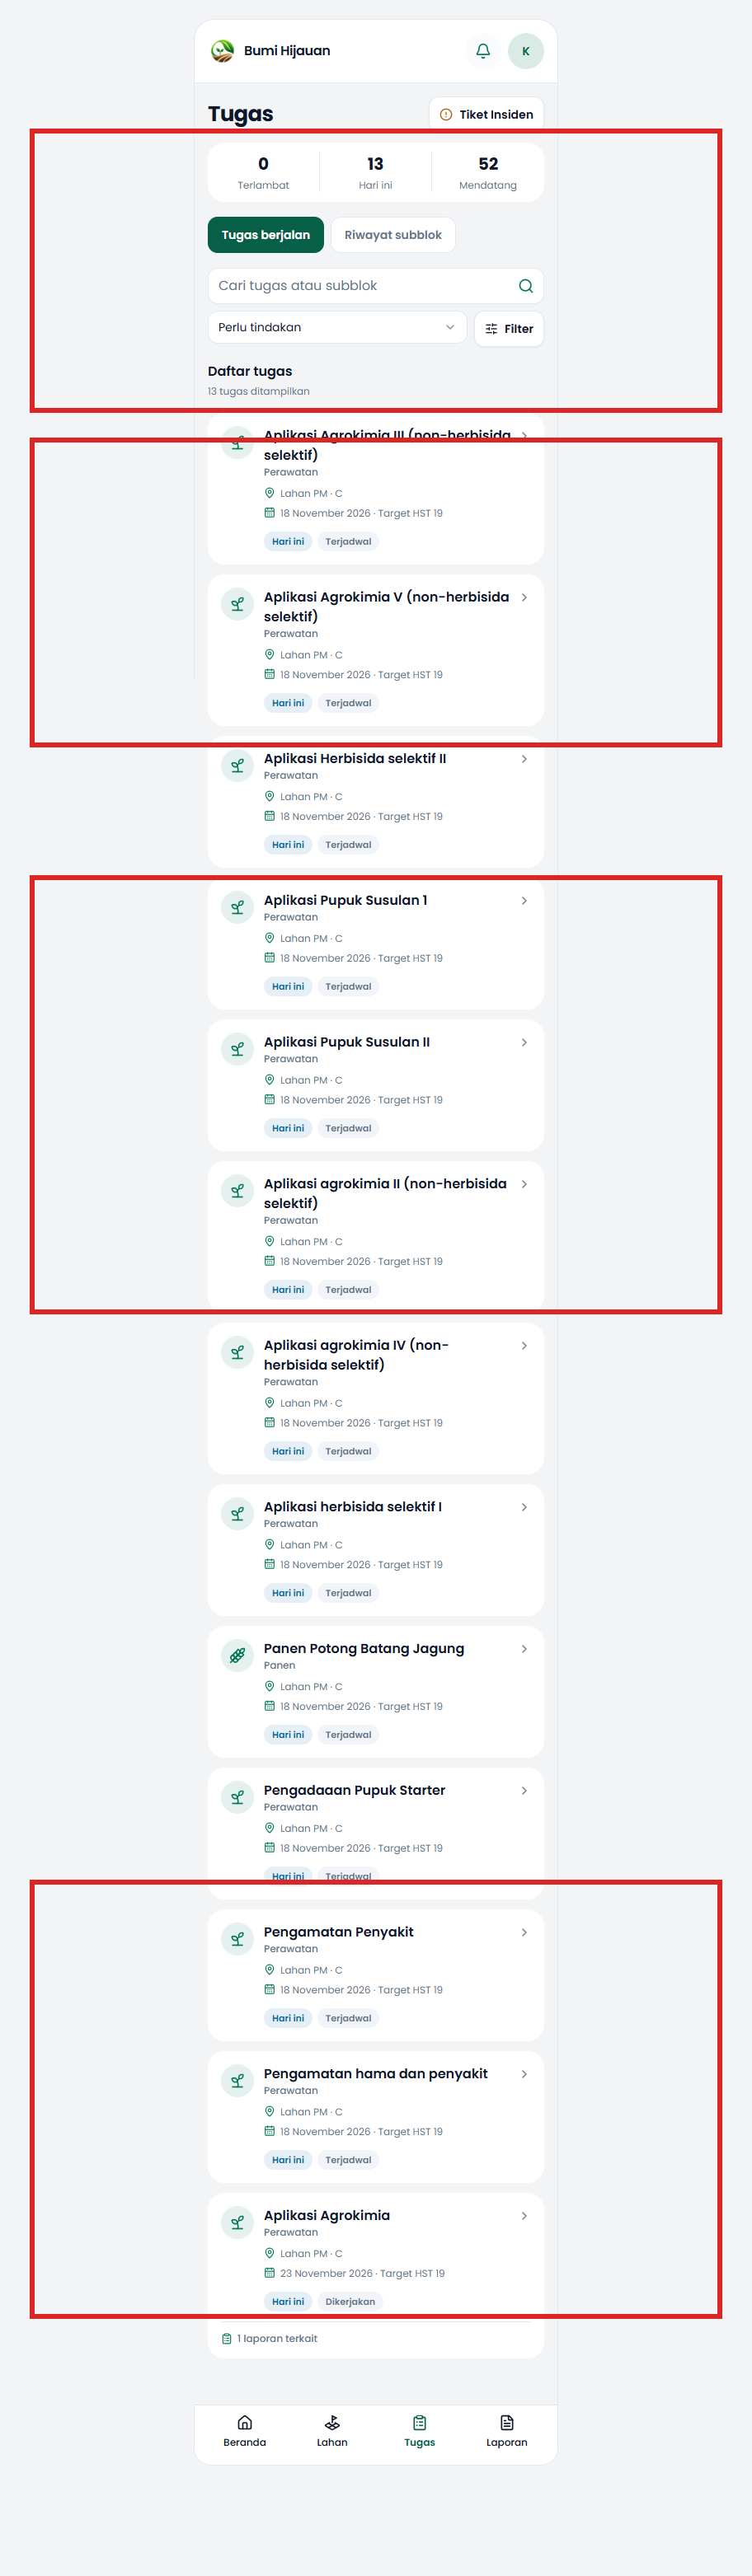 Bumi Hijauan
K
Tugas
Tiket Insiden
0
13
52
Terlambat
Hari ini
Mendatang
Tugas berjalan
Riwayat subblok
Cari tugas atau subblok
Perlu tindakan
Filter
Daftar tugas
13 tugas ditampilkan
Aplikasi Agrokimia III (non-herbisida
selektif)
Perawatan
Lahan PM · C
18 November 2026 · Target HST 19
Hari ini
Terjadwal
Aplikasi Agrokimia V (non-herbisida
selektif)
Perawatan
Lahan PM · C
18 November 2026 · Target HST 19
Hari ini
Terjadwal
Aplikasi Herbisida selektif II
Perawatan
Lahan PM · C
18 November 2026 · Target HST 19
Hari ini
Terjadwal
Aplikasi Pupuk Susulan 1
Perawatan
Lahan PM · C
18 November 2026 · Target HST 19
Hari ini
Terjadwal
Aplikasi Pupuk Susulan II
Perawatan
Lahan PM · C
18 November 2026 · Target HST 19
Hari ini
Terjadwal
Aplikasi agrokimia II (non-herbisida
selektif)
Perawatan
Lahan PM · C
18 November 2026 · Target HST 19
Hari ini
Terjadwal
Aplikasi agrokimia IV (non-
herbisida selektif)
Perawatan
Lahan PM · C
18 November 2026 · Target HST 19
Hari ini
Terjadwal
Aplikasi herbisida selektif I
Perawatan
Lahan PM · C
18 November 2026 · Target HST 19
Hari ini
Terjadwal
Panen Potong Batang Jagung
Panen
Lahan PM · C
18 November 2026 · Target HST 19
Hari ini
Terjadwal
Pengadaaan Pupuk Starter
Perawatan
Lahan PM · C
18 November 2026 · Target HST 19
Hari ini
Terjadwal
Pengamatan Penyakit
Perawatan
Lahan PM · C
18 November 2026 · Target HST 19
Hari ini
Terjadwal
Pengamatan hama dan penyakit
Perawatan
Lahan PM · C
18 November 2026 · Target HST 19
Hari ini
Terjadwal
Aplikasi Agrokimia
Perawatan
Lahan PM · C
23 November 2026 · Target HST 19
Hari ini
Dikerjakan
1 laporan terkait
Beranda
Lahan
Tugas
Laporan